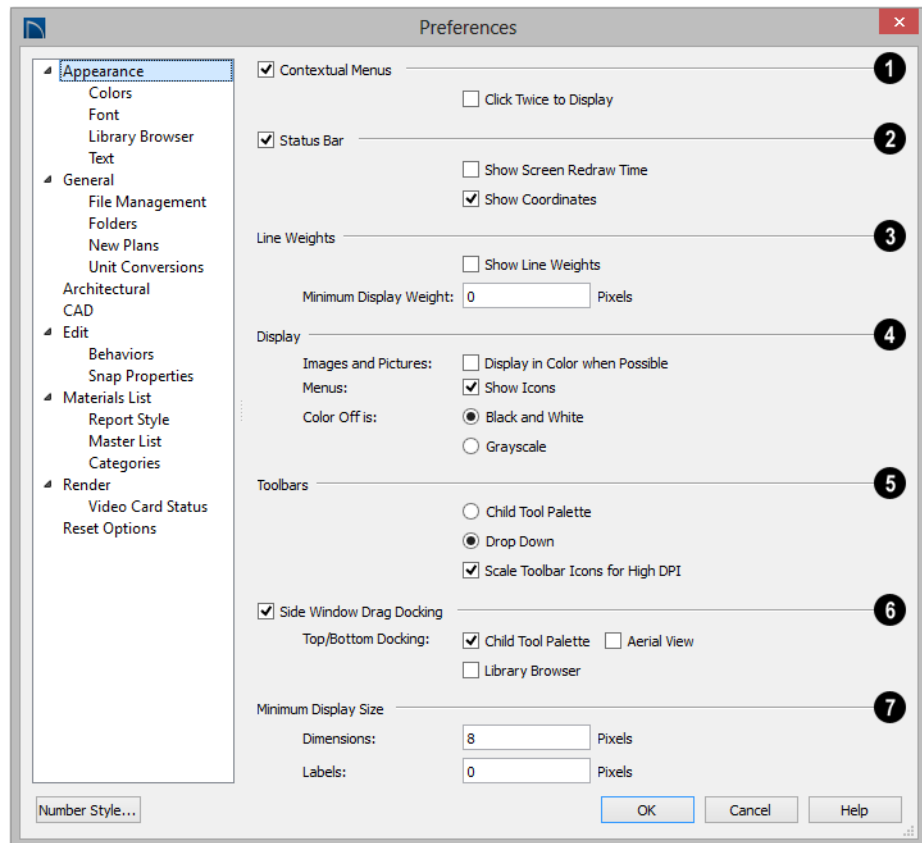 Preferences
Appearance
Colors
Font
Library Browser
Text
General
File Management
Folders
New Plans
Unit Conversions
Architectural
CAD
Edit
Behaviors
Snap Properties
Materials List
Report Style
Master List
Categories
Render
Video Card Status
Reset Options
Contextual Menus 1
Click Twice to Display
Status Bar 2
Show Screen Redraw Time
Show Coordinates
Line Weights 3
Show Line Weights
Minimum Display Weight: 0 Pixels
Display 4
Images and Pictures: Display in Color when Possible
Menus: Show Icons
Color Off is: Black and White
Grayscale
Toolbars 5
Child Tool Palette
Drop Down
Scale Toolbar Icons for High DPI
Side Window Drag Docking 6
Top/Bottom Docking: Child Tool Palette Aerial View
Library Browser
Minimum Display Size 7
Dimensions: 8 Pixels
Labels: 0 Pixels
Number Style... OK Cancel Help